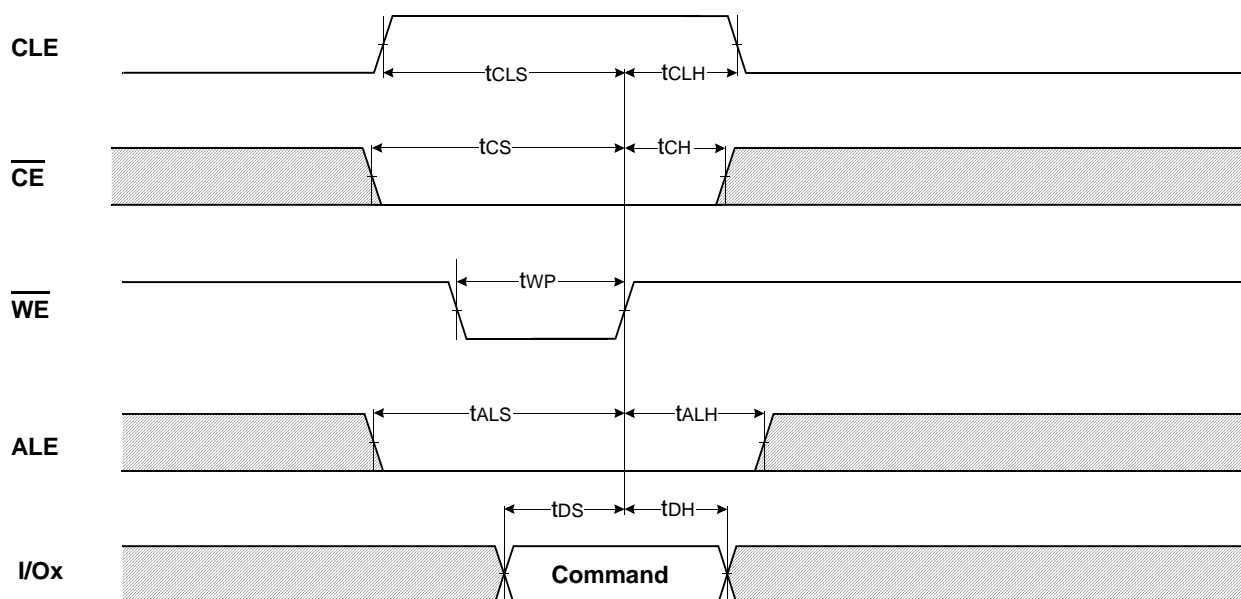 CLE
tCLS
tCLH
CE
tCS
tCH
WE
tWP
ALE
tALS
tALH
tDS
tDH
I/Ox
Command